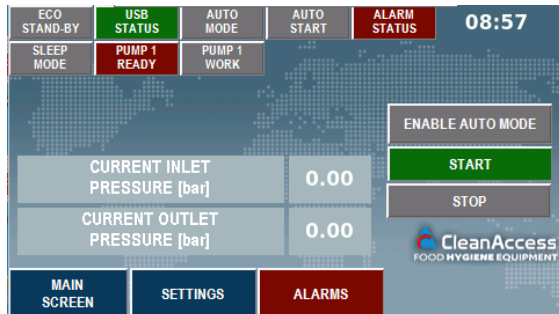 ECO
STAND-BY
USB
STATUS
AUTO
MODE
AUTO
START
ALARM
STATUS
08:57
SLEEP
MODE
PUMP 1
READY
PUMP 1
WORK
ENABLE AUTO MODE
CURRENT INLET
PRESSURE [bar]
0.00
START
STOP
CURRENT OUTLET
PRESSURE [bar]
0.00
CleanAccess
FOOD HYGIENE EQUIPMENT
MAIN
SCREEN
SETTINGS
ALARMS